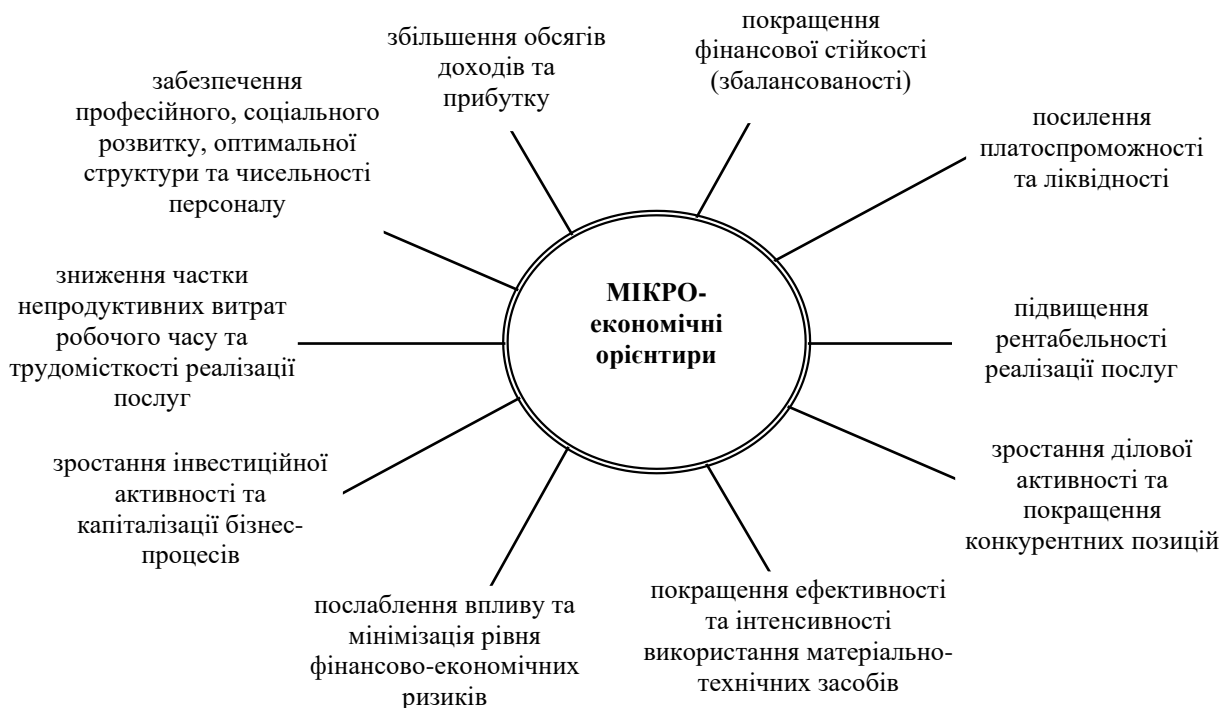 збільшення обсягів
доходів та
прибутку
покращення
фінансової стійкості
(збалансованості)
забезпечення
професійного, соціального
розвитку, оптимальної
структури та чисельності
персоналу
посилення
платоспроможності
та ліквідності
зниження частки
непродуктивних витрат
робочого часу та
трудомісткості реалізації
послуг
МІКРО-
економічні
орієнтири
підвищення
рентабельності
реалізації послуг
зростання інвестиційної
активності та
капіталізації бізнес-
процесів
зростання ділової
активності та
покращення
конкурентних позицій
послаблення впливу та
мінімізація рівня
фінансово-економічних
ризиків
покращення ефективності
та інтенсивності
використання матеріально-
технічних засобів